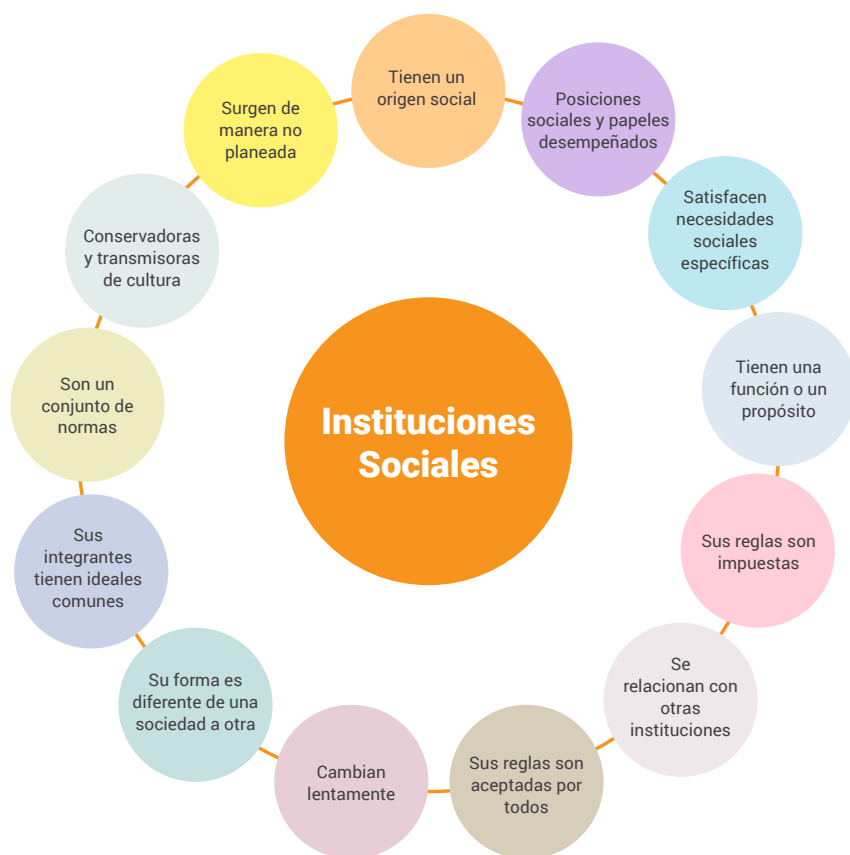 Tienen un
origen social
Posiciones
sociales y papeles
desempeñados
Satisfacen
necesidades
sociales
específicas
Tienen una
función o un
propósito
Sus reglas son
impuestas
Se
relacionan con
otras
instituciones
Sus reglas son
aceptadas por
todos
Cambian
lentamente
Su forma es
diferente de una
sociedad a otra
Sus
integrantes
tienen ideales
comunes
Son un
conjunto de
normas
Conservadoras
y transmisoras
de cultura
Surgen de
manera no
planeada
Instituciones
Sociales